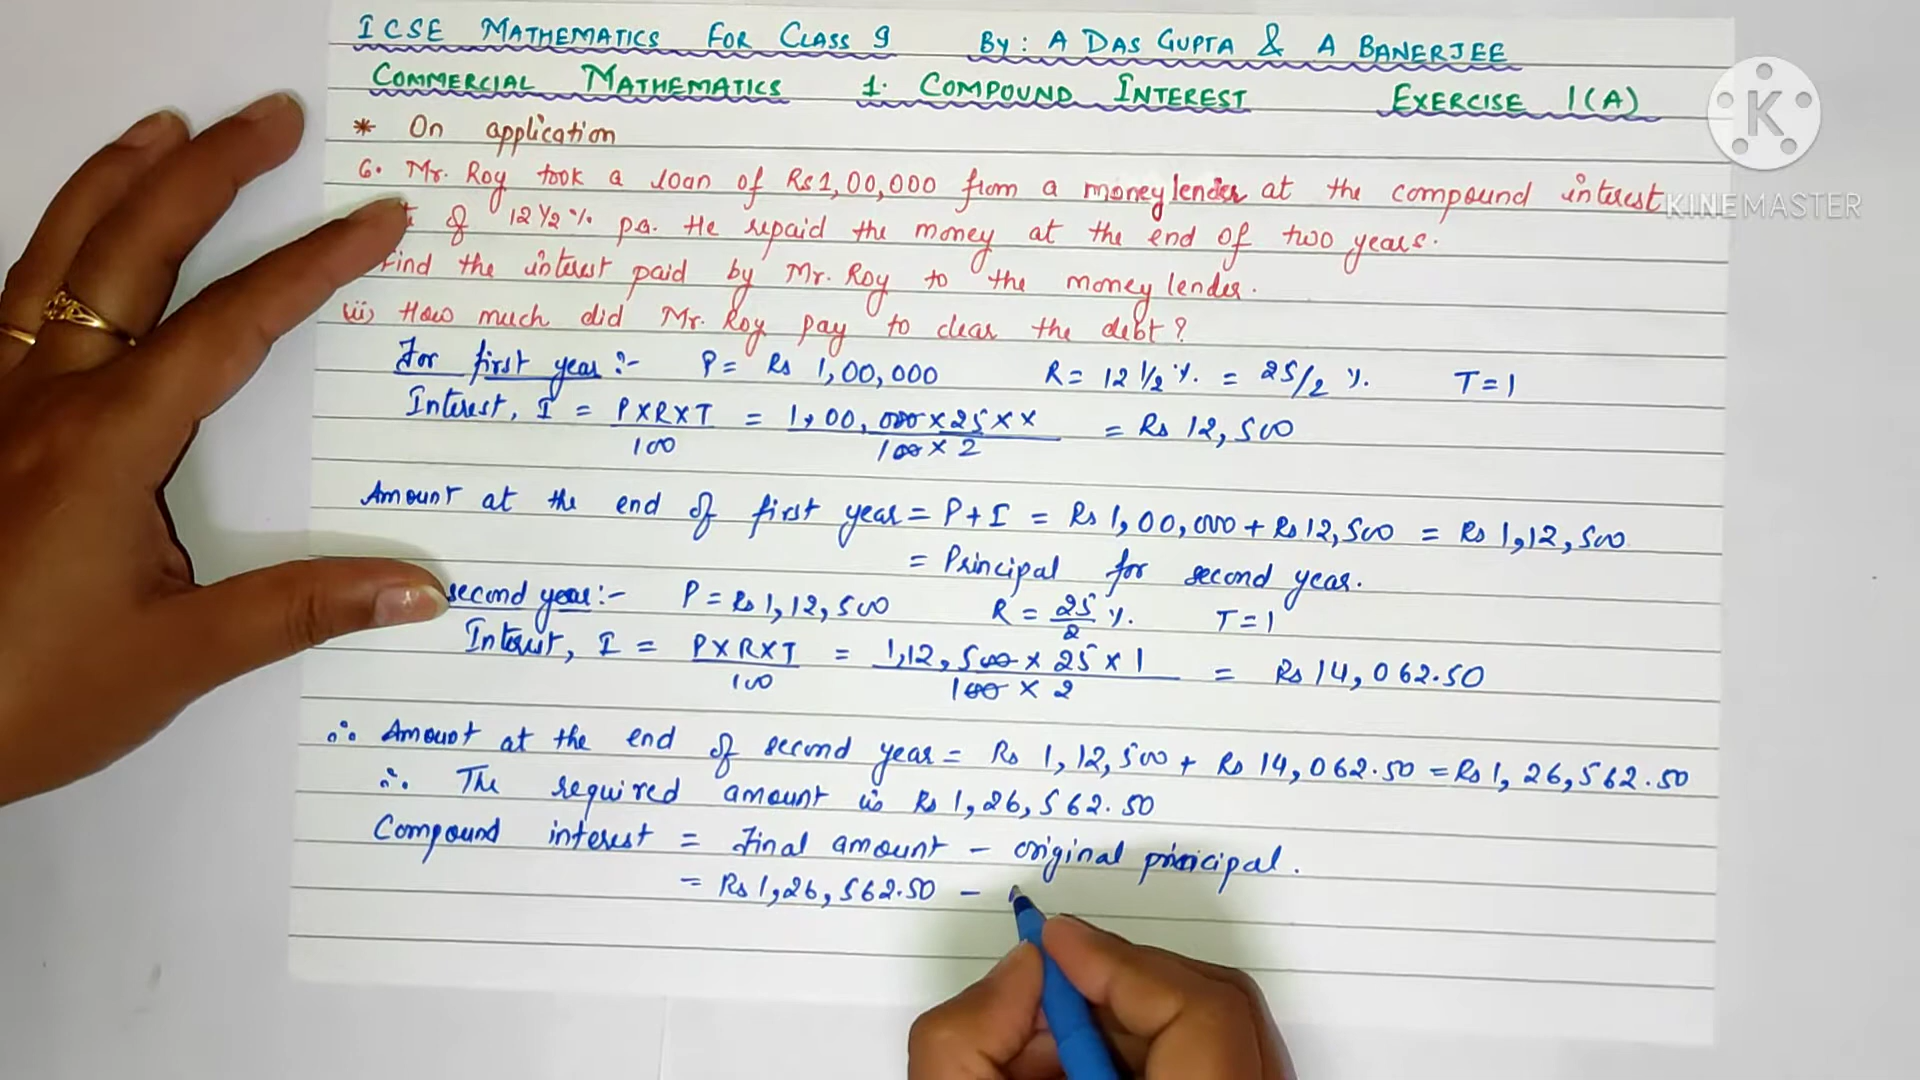 ICSE MATHEMATICS FOR CLASS 9 BY: A DAS GUPTA & A BANERJEE
COMMERCIAL MATHEMATICS 1. COMPOUND INTEREST EXERCISE 1(A)
* On application
6. Mr. Roy took a loan of Rs 1,00,000 from a moneylender at the compound interest
of 12 1/2 % pa. He repaid the money at the end of two years.
Find the interest paid by Mr. Roy to the money lender.
(ii) How much did Mr. Roy pay to clear the debt?
For first year :- P = Rs 1,00,000 R = 12 1/2 %. = 25/2 %. T = 1
Interest, I = P×R×T/100 = 1,00,000×25××/100×2 = Rs 12,500
Amount at the end of first year = P+I = Rs 1,00,000 + Rs 12,500 = Rs 1,12,500
= Principal for second year.
second year :- P = Rs 1,12,500 R = 25/2 %. T = 1
Interest, I = P×R×T/100 = 1,12,500×25×1/100×2 = Rs 14,062.50
∴ Amount at the end of second year = Rs 1,12,500 + Rs 14,062.50 = Rs 1,26,562.50
∴ The required amount is Rs 1,26,562.50
Compound interest = Final amount - original principal.
= Rs 1,26,562.50 -
K
KINEMASTER